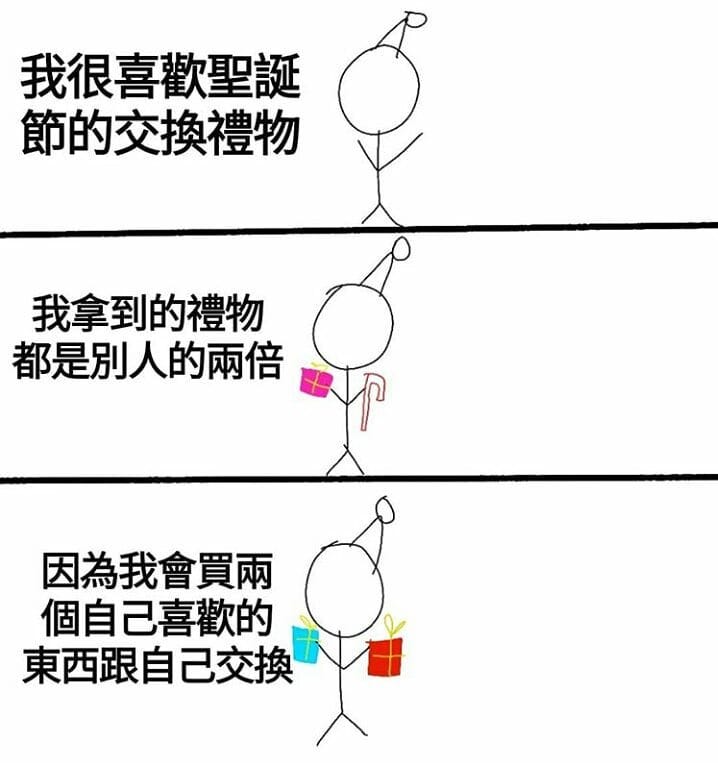 我很喜歡聖誕
節的交換禮物
我拿到的禮物
都是別人的兩倍
因為我會買兩
個自己喜歡的
東西跟自己交換